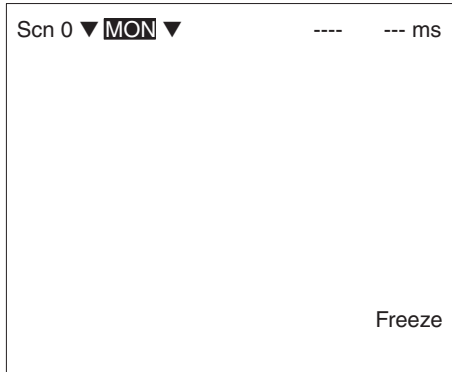 Scn 0 ▼ MON ▼ ---- --- ms
Freeze